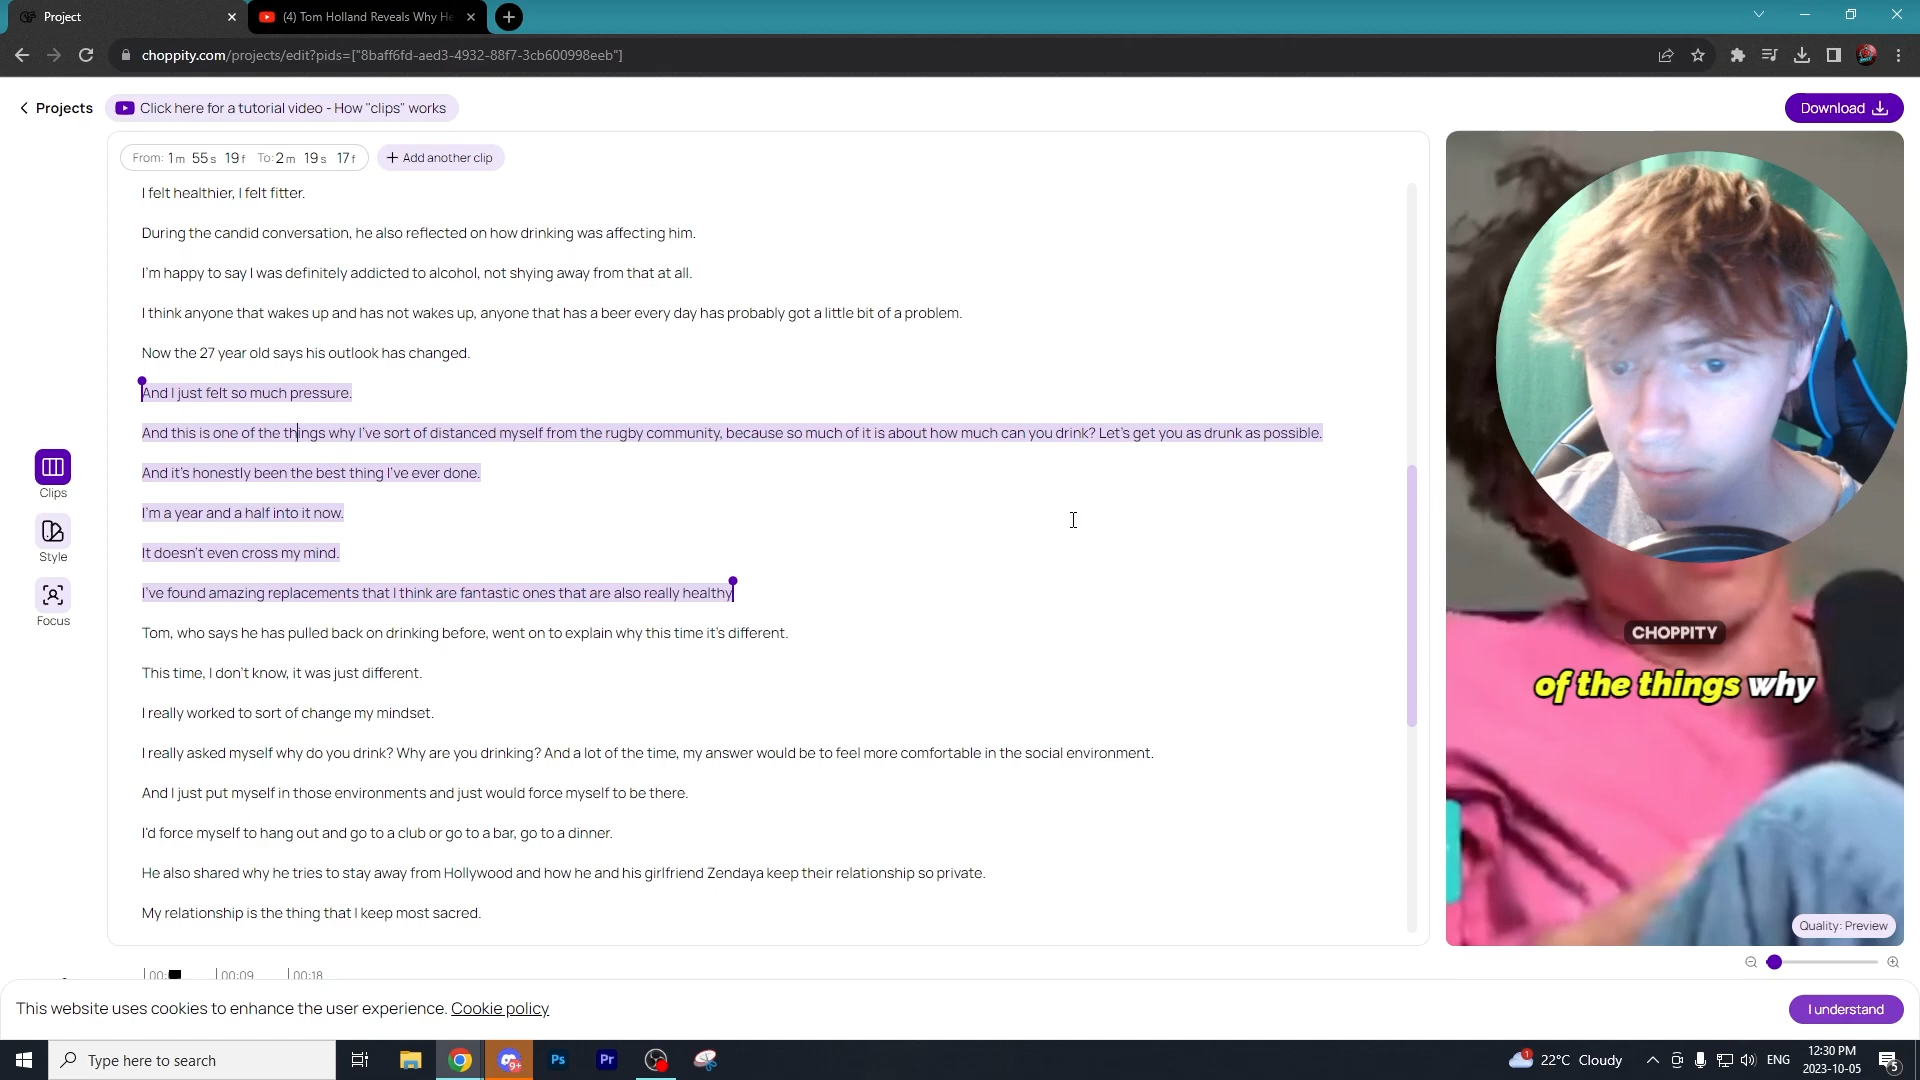 Project
(4) Tom Holland Reveals Why He
choppity.com/projects/edit?pids=["8baff6fd-aed3-4932-88f7-3cb600998eeb"]
Projects
Click here for a tutorial video - How "clips" works
Download
From: 1m 55s 19f To: 2m 19s 17f
Add another clip
I felt healthier, I felt fitter.
During the candid conversation, he also reflected on how drinking was affecting him.
I'm happy to say I was definitely addicted to alcohol, not shying away from that at all.
I think anyone that wakes up and has not wakes up, anyone that has a beer every day has probably got a little bit of a problem.
Now the 27 year old says his outlook has changed.
And I just felt so much pressure.
And this is one of the things why I've sort of distanced myself from the rugby community, because so much of it is about how much can you drink? Let's get you as drunk as possible.
And it's honestly been the best thing I've ever done.
I'm a year and a half into it now.
It doesn't even cross my mind.
I've found amazing replacements that I think are fantastic ones that are also really healthy
Tom, who says he has pulled back on drinking before, went on to explain why this time it's different.
This time, I don't know, it was just different.
I really worked to sort of change my mindset.
I really asked myself why do you drink? Why are you drinking? And a lot of the time, my answer would be to feel more comfortable in the social environment.
And I just put myself in those environments and just would force myself to be there.
I'd force myself to hang out and go to a club or go to a bar, go to a dinner.
He also shared why he tries to stay away from Hollywood and how he and his girlfriend Zendaya keep their relationship so private.
My relationship is the thing that I keep most sacred.
Clips
Style
Focus
CHOPPITY
of the things why
Quality: Preview
00:
00:09
00:18
This website uses cookies to enhance the user experience. Cookie policy
I understand
Type here to search
Ps
Pr
9+
1
22°C Cloudy
ENG
12:30 PM
2023-10-05
5